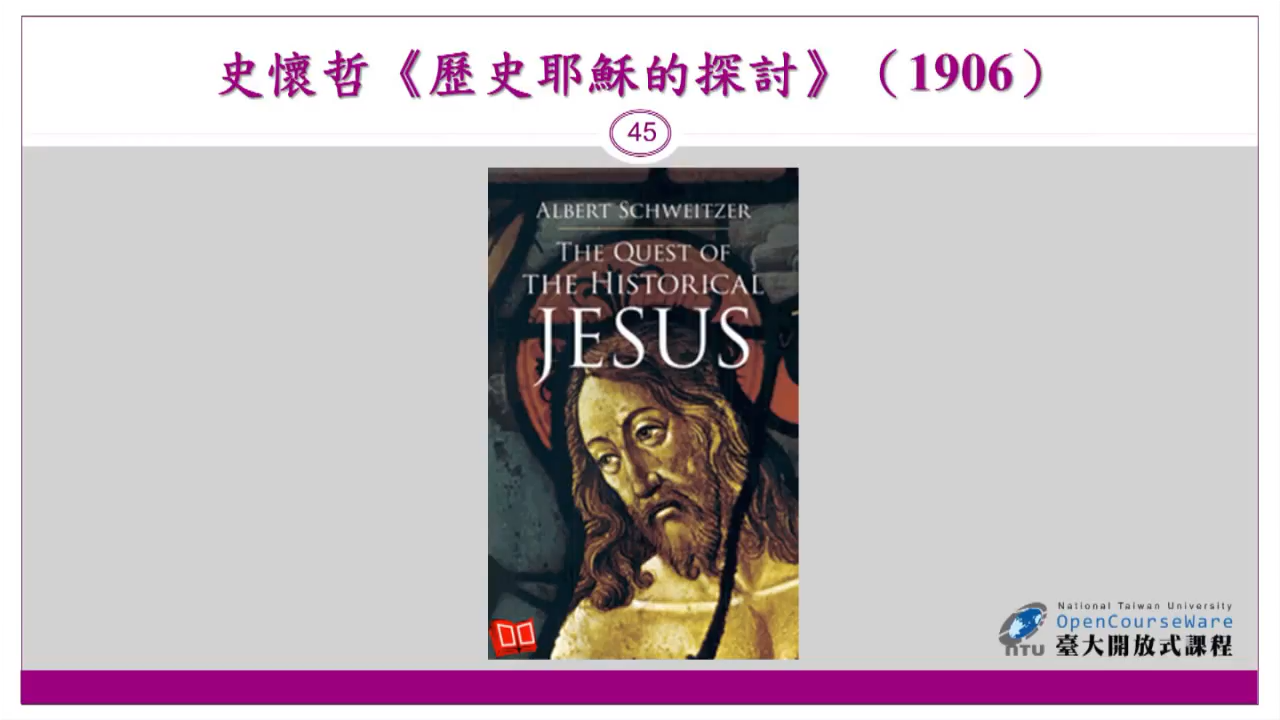 史懷哲《歷史耶穌的探討》（1906）
45
ALBERT SCHWEITZER
THE QUEST OF
THE HISTORICAL
JESUS
National Taiwan University
OpenCourseWare
NTU 臺大開放式課程